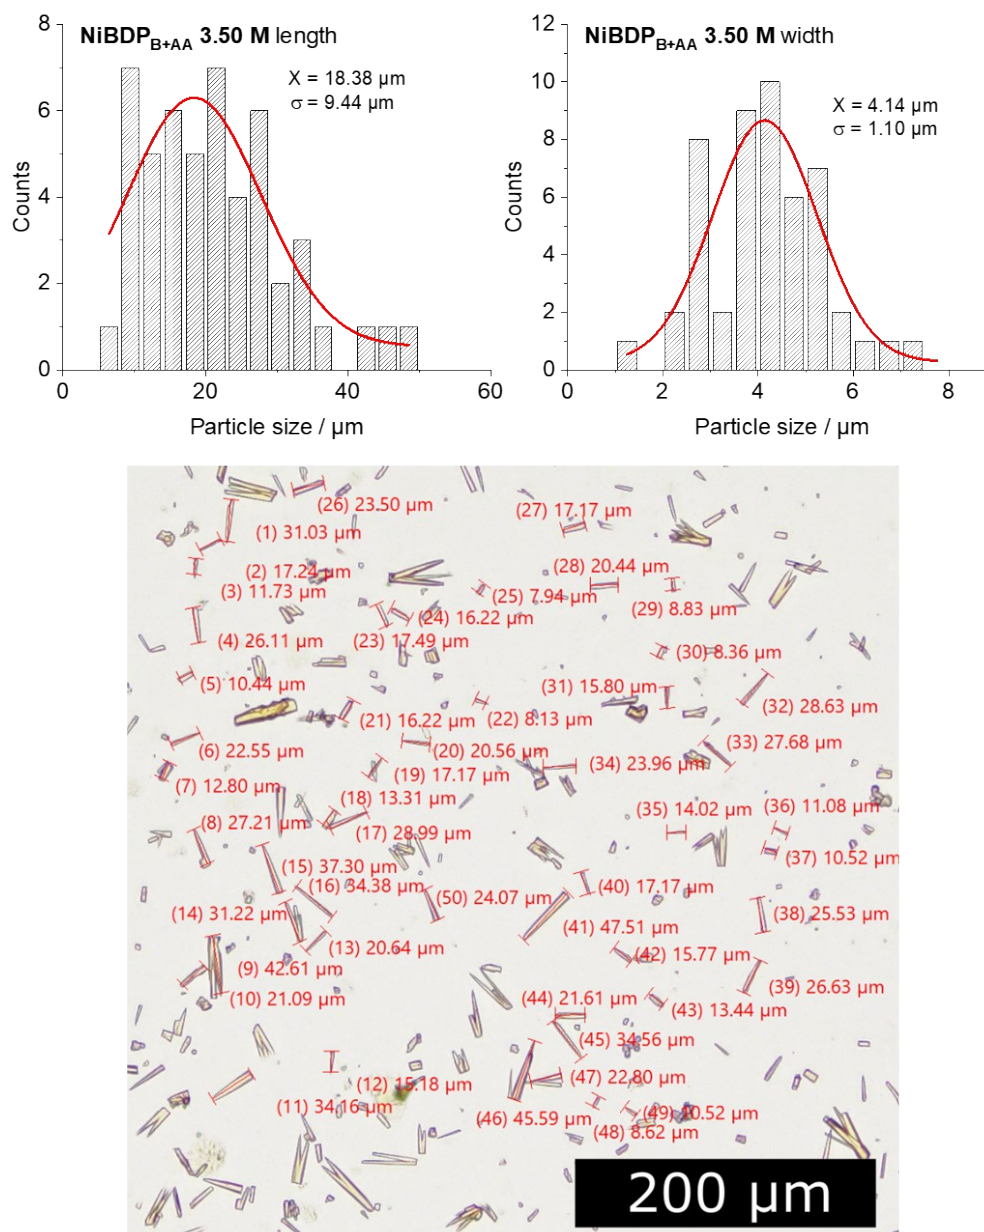 NiBDP_B+AA 3.50 M length
X = 18.38 µm
σ = 9.44 µm
8
6
4
2
0
Counts
0 20 40 60
Particle size / µm
NiBDP_B+AA 3.50 M width
X = 4.14 µm
σ = 1.10 µm
12
10
8
6
4
2
0
Counts
0 2 4 6 8
Particle size / µm
(26) 23.50 µm
(27) 17.17 µm
(1) 31.03 µm
(28) 20.44 µm
(2) 17.24 µm
(3) 11.73 µm
(25) 7.94 µm
(29) 8.83 µm
(24) 16.22 µm
(4) 26.11 µm
(23) 17.49 µm
(30) 8.36 µm
(5) 10.44 µm
(31) 15.80 µm
(32) 28.63 µm
(21) 16.22 µm
(22) 8.13 µm
(6) 22.55 µm
(20) 20.56 µm
(33) 27.68 µm
(34) 23.96 µm
(19) 17.17 µm
(7) 12.80 µm
(18) 13.31 µm
(35) 14.02 µm
(36) 11.08 µm
(8) 27.21 µm
(17) 28.99 µm
(37) 10.52 µm
(15) 37.30 µm
(16) 34.38 µm
(40) 17.17 µm
(50) 24.07 µm
(14) 31.22 µm
(38) 25.53 µm
(41) 47.51 µm
(13) 20.64 µm
(42) 15.77 µm
(9) 42.61 µm
(39) 26.63 µm
(10) 21.09 µm
(44) 21.61 µm
(43) 13.44 µm
(45) 34.56 µm
(12) 15.18 µm
(47) 22.80 µm
(11) 34.16 µm
(46) 45.59 µm
(49) 10.52 µm
(48) 8.62 µm
200 µm